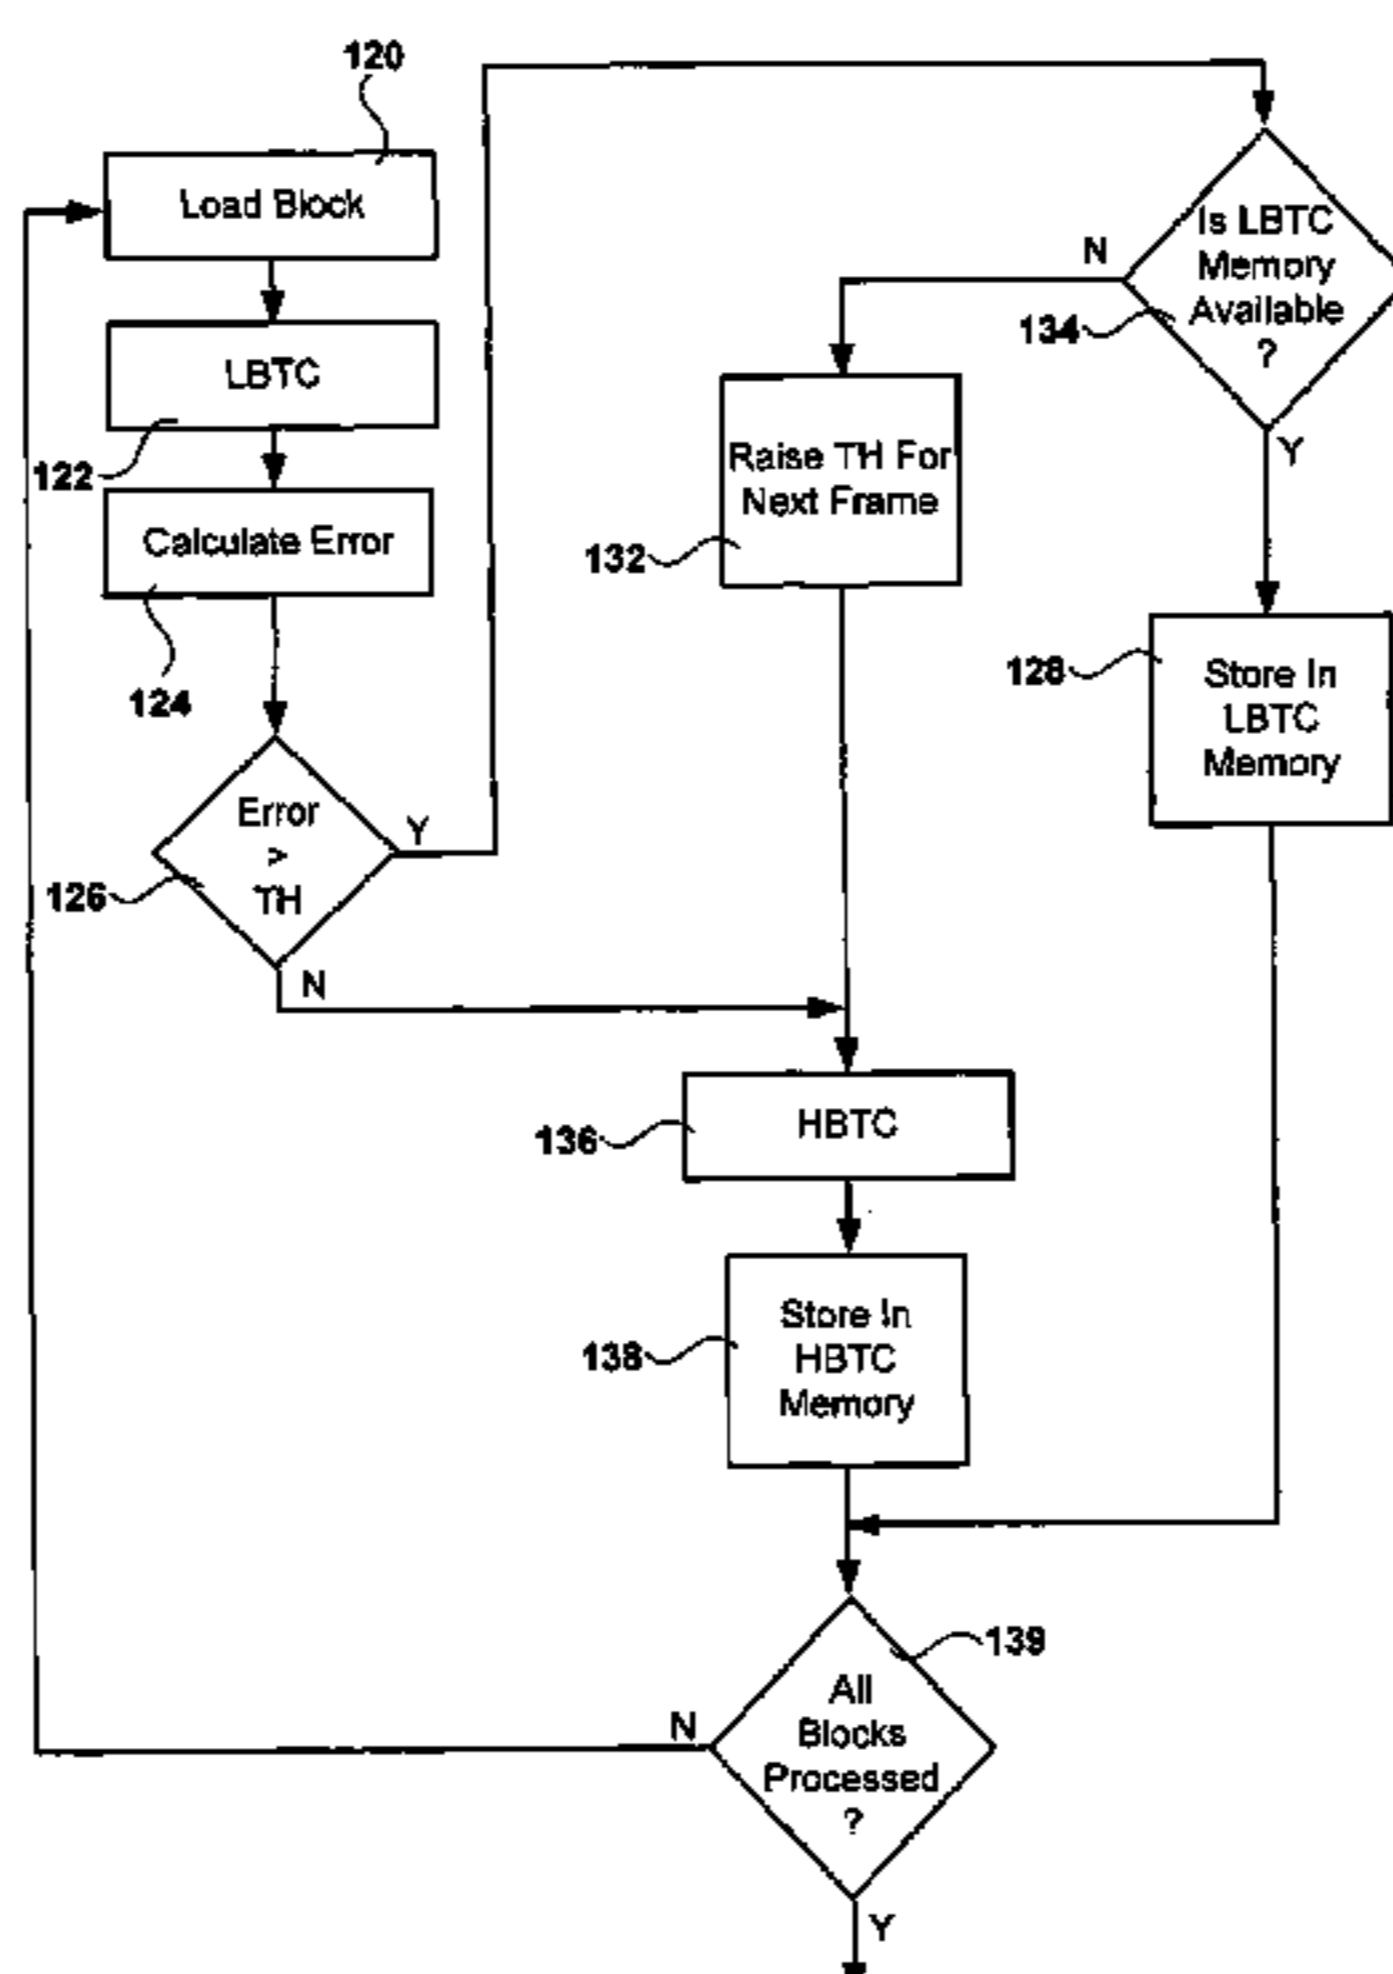 120
Load Block
LBTC
122
Calculate Error
124
Error
>
TH
126
Y
N
Is LBTC
Memory
Available
?
134
N
Y
Raise TH For
Next Frame
132
Store In
LBTC
Memory
128
HBTC
136
Store In
HBTC
Memory
138
All
Blocks
Processed
?
139
N
Y